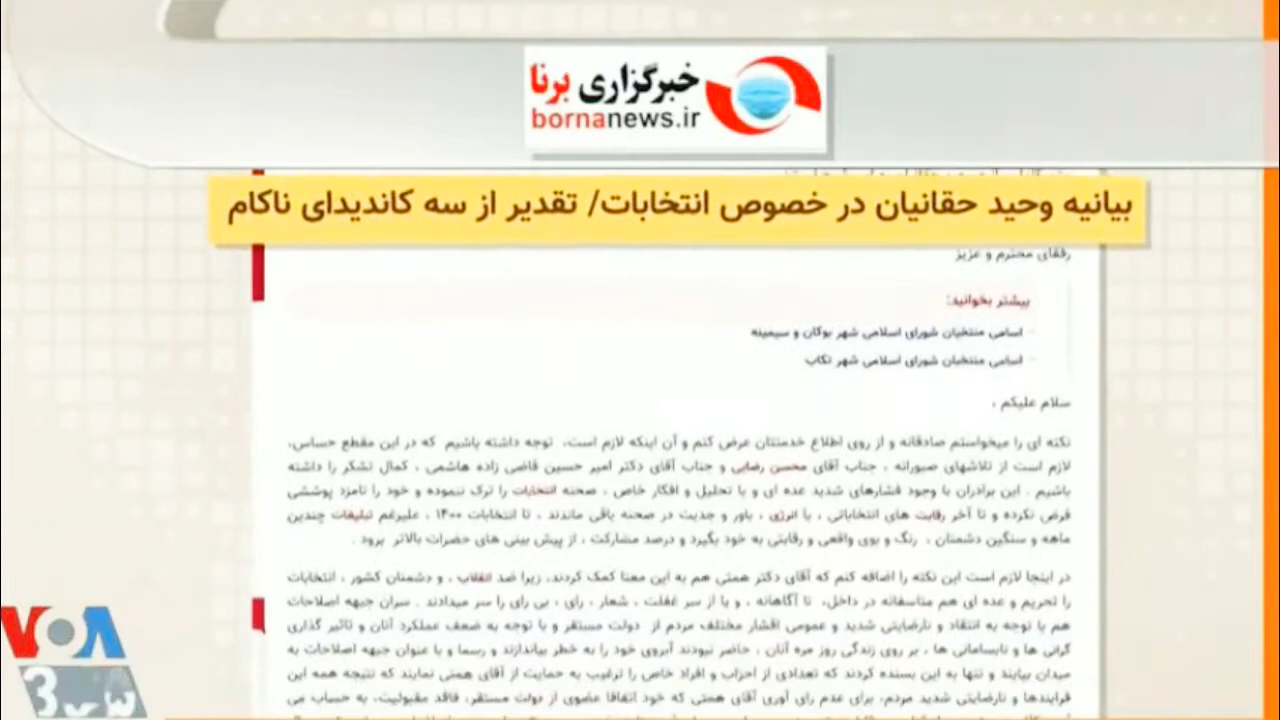 خبرگزاری برنا
bornanews.ir
بیانیه وحید حقانیان در خصوص انتخابات/ تقدیر از سه کاندیدای ناکام
رفقای محترم و عزیز
بیشتر بخوانید:
اسامی منتخبان شورای اسلامی شهر بوکان و سیمینه
اسامی منتخبان شورای اسلامی شهر تکاب
سلام علیکم ،
نکته ای را میخواستم صادقانه و از روی اطلاع خدمتتان عرض کنم و آن اینکه لازم است، توجه داشته باشیم که در این مقطع حساس،
لازم است از تلاشهای صبورانه ، جناب آقای محسن رضایی و جناب آقای دکتر امیر حسین قاضی زاده هاشمی ، کمال تشکر را داشته
باشیم . این برادران با وجود فشارهای شدید عده ای و با تحلیل و افکار خاص ، صحنه انتخابات را ترک ننموده و خود را نامزد پوششی
فرض نکرده و تا آخر رقابت های انتخاباتی ، با انرژی ، باور و جدیت در صحنه باقی ماندند ، تا انتخابات ۱۴۰۰ ، علیرغم تبلیغات چندین
ماهه و سنگین دشمنان ، رنگ و بوی واقعی و رقابتی به خود بگیرد و درصد مشارکت ، از پیش بینی های حضرات بالاتر برود .
در اینجا لازم است این نکته را اضافه کنم که آقای دکتر همتی هم به این معنا کمک کردند، زیرا ضد انقلاب ، و دشمنان کشور ، انتخابات
را تحریم و عده ای هم متاسفانه در داخل، نا آگاهانه ، و یا از سر غفلت ، شعار ، رای ، بی رای را سر میدادند . سران جبهه اصلاحات
هم با توجه به انتقاد و نارضایتی شدید و عمومی اقشار مختلف مردم از دولت مستقر و با توجه به ضعف عملکرد آنان و تاثیر گذاری
گرانی ها و نابسامانی ها ، بر روی زندگی روز مره آنان ، حاضر نبودند آبروی خود را به خطر بیاندازند و رسما و با عنوان جبهه اصلاحات به
میدان بیایند و تنها به این بسنده کردند که تعدادی از احزاب و افراد خاص را ترغیب به حمایت از آقای همتی نمایند که نتیجه همه این
فرایندها و نارضایتی شدید مردم، برای عدم رای آوری آقای همتی که خود اتفاقا عضوی از دولت مستقر، فاقد مقبولیت، به حساب می
VOA
3